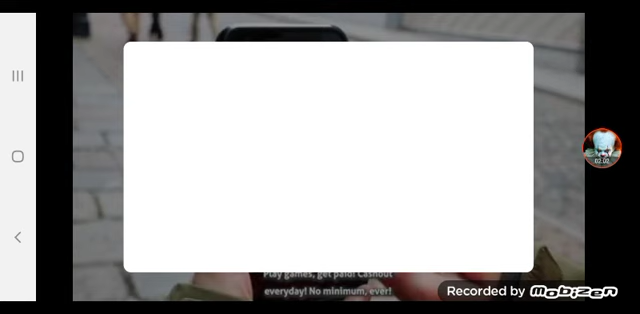 02:02
Play games, get paid! Cashout
everyday! No minimum, ever!
Recorded by Mobizen